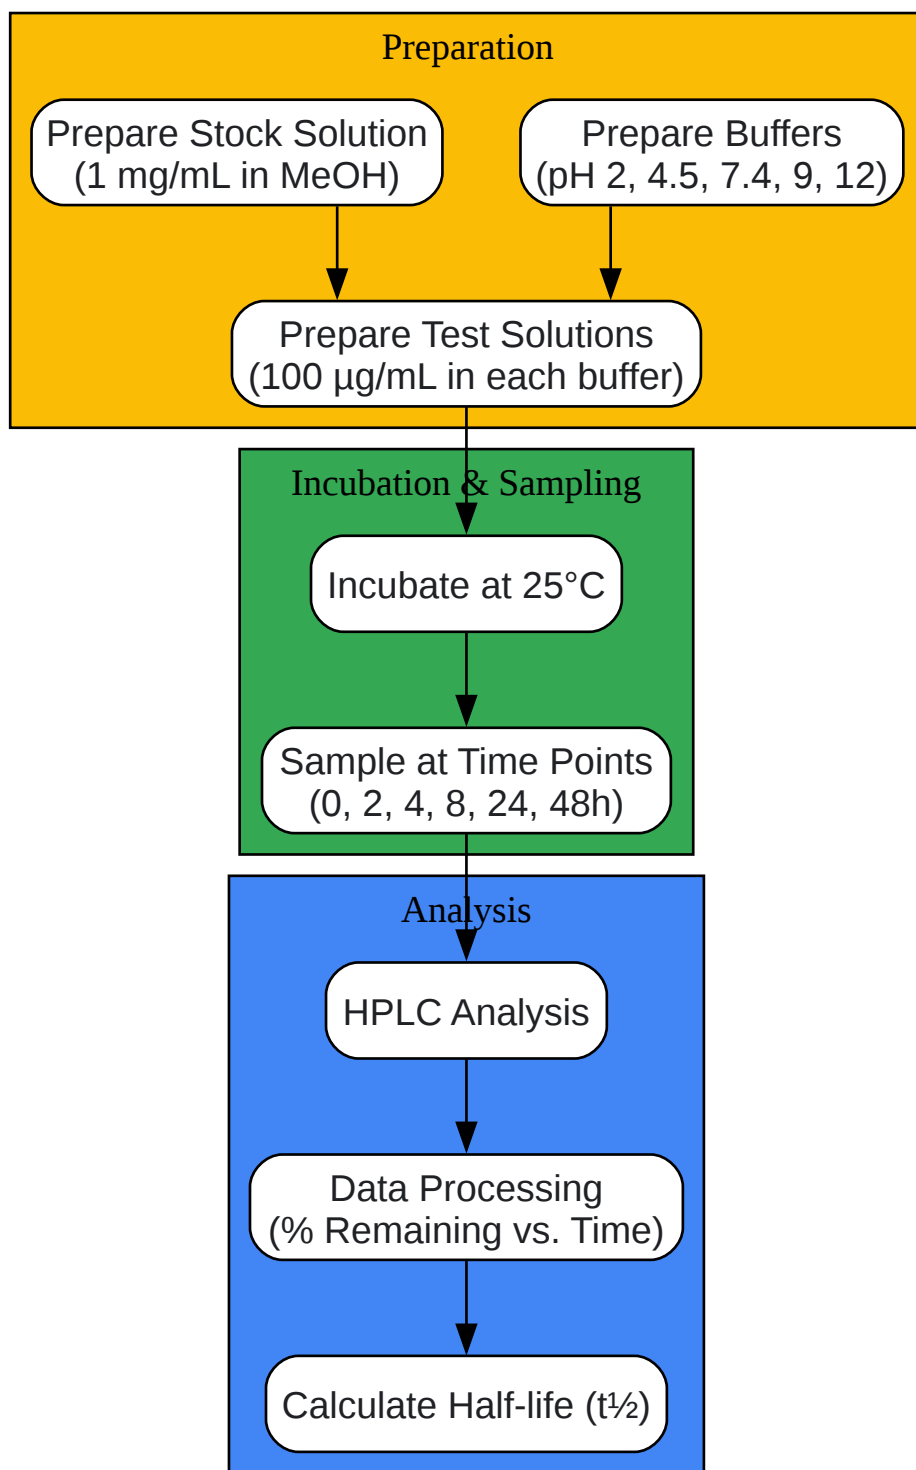 Preparation
Prepare Stock Solution
(1 mg/mL in MeOH)
Prepare Buffers
(pH 2, 4.5, 7.4, 9, 12)
Prepare Test Solutions
(100 µg/mL in each buffer)
Incubation & Sampling
Incubate at 25°C
Sample at Time Points
(0, 2, 4, 8, 24, 48h)
Analysis
HPLC Analysis
Data Processing
(% Remaining vs. Time)
Calculate Half-life (t½)